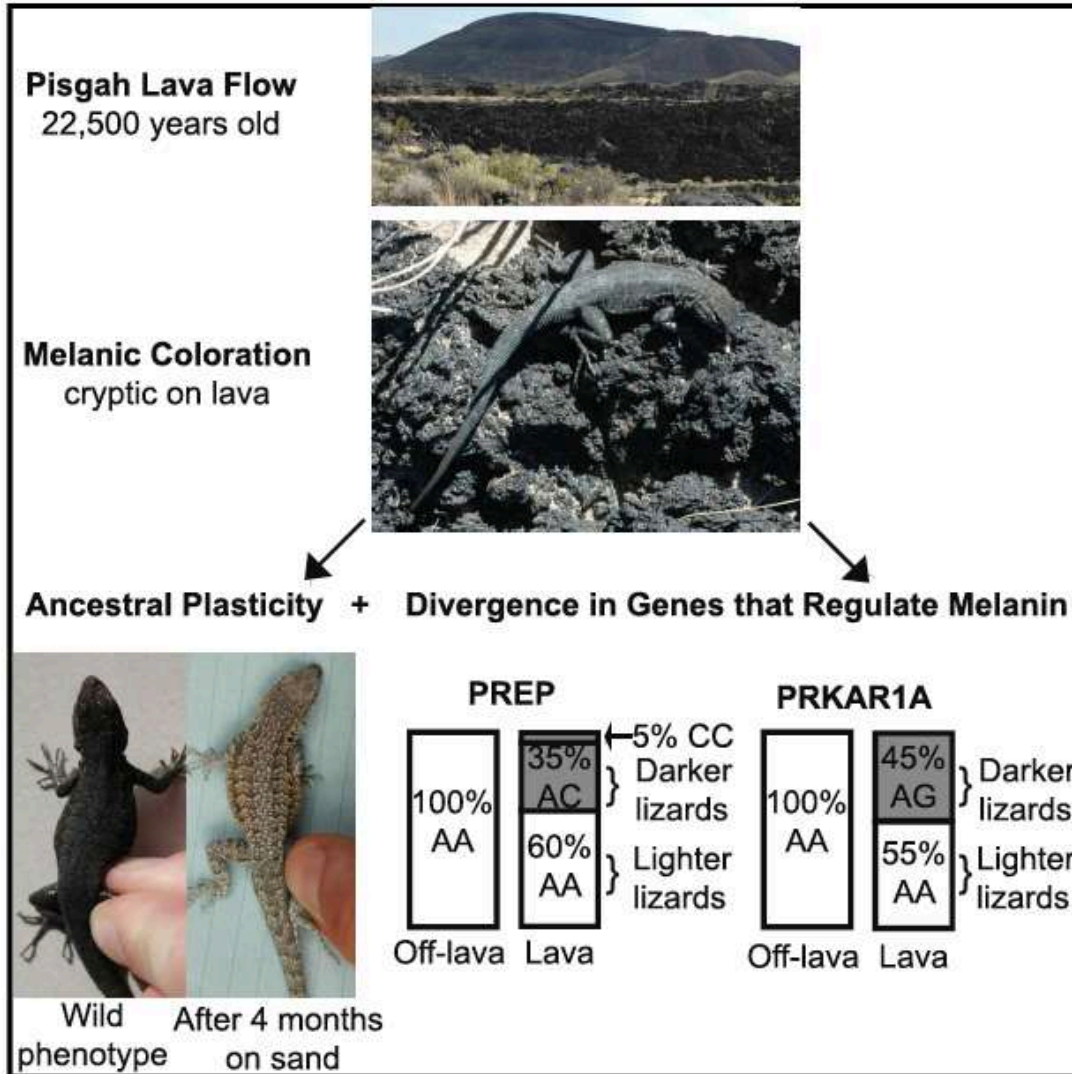 Pisgah Lava Flow
22,500 years old
Melanic Coloration
cryptic on lava
Ancestral Plasticity + Divergence in Genes that Regulate Melanin
Wild
phenotype
After 4 months
on sand
PREP
100%
AA
Off-lava
5% CC
35%
AC
Darker
lizards
60%
AA
Lighter
lizards
Lava
PRKAR1A
100%
AA
Off-lava
45%
AG
Darker
lizards
55%
AA
Lighter
lizards
Lava